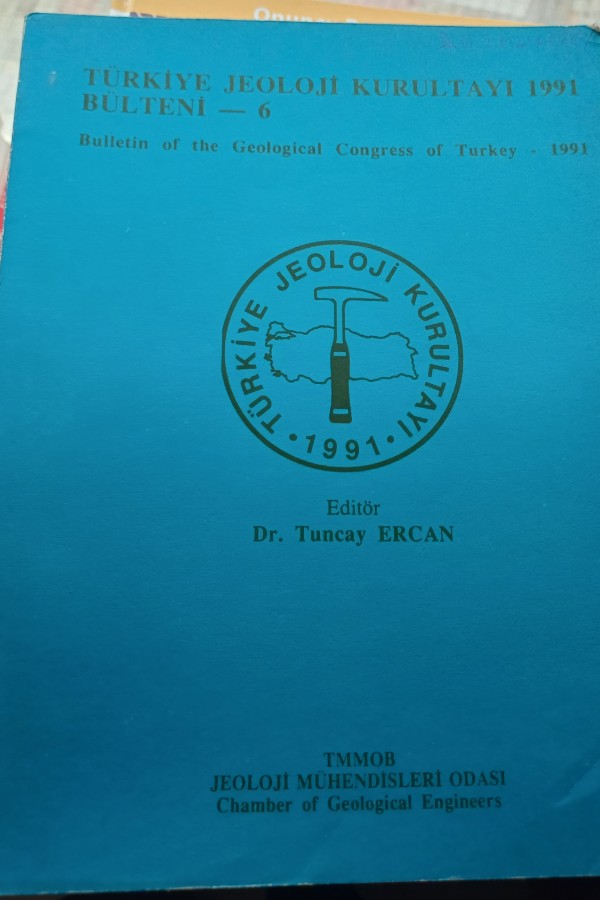 TÜRKİYE JEOLOJİ KURULTAYI 1991
BÜLTENİ — 6
Bulletin of the Geological Congress of Turkey - 1991
TÜRKİYE JEOLOJİ KURULTAYI
• 1991 •
Editör
Dr. Tuncay ERCAN
TMMOB
JEOLOJİ MÜHENDİSLERİ ODASI
Chamber of Geological Engineers